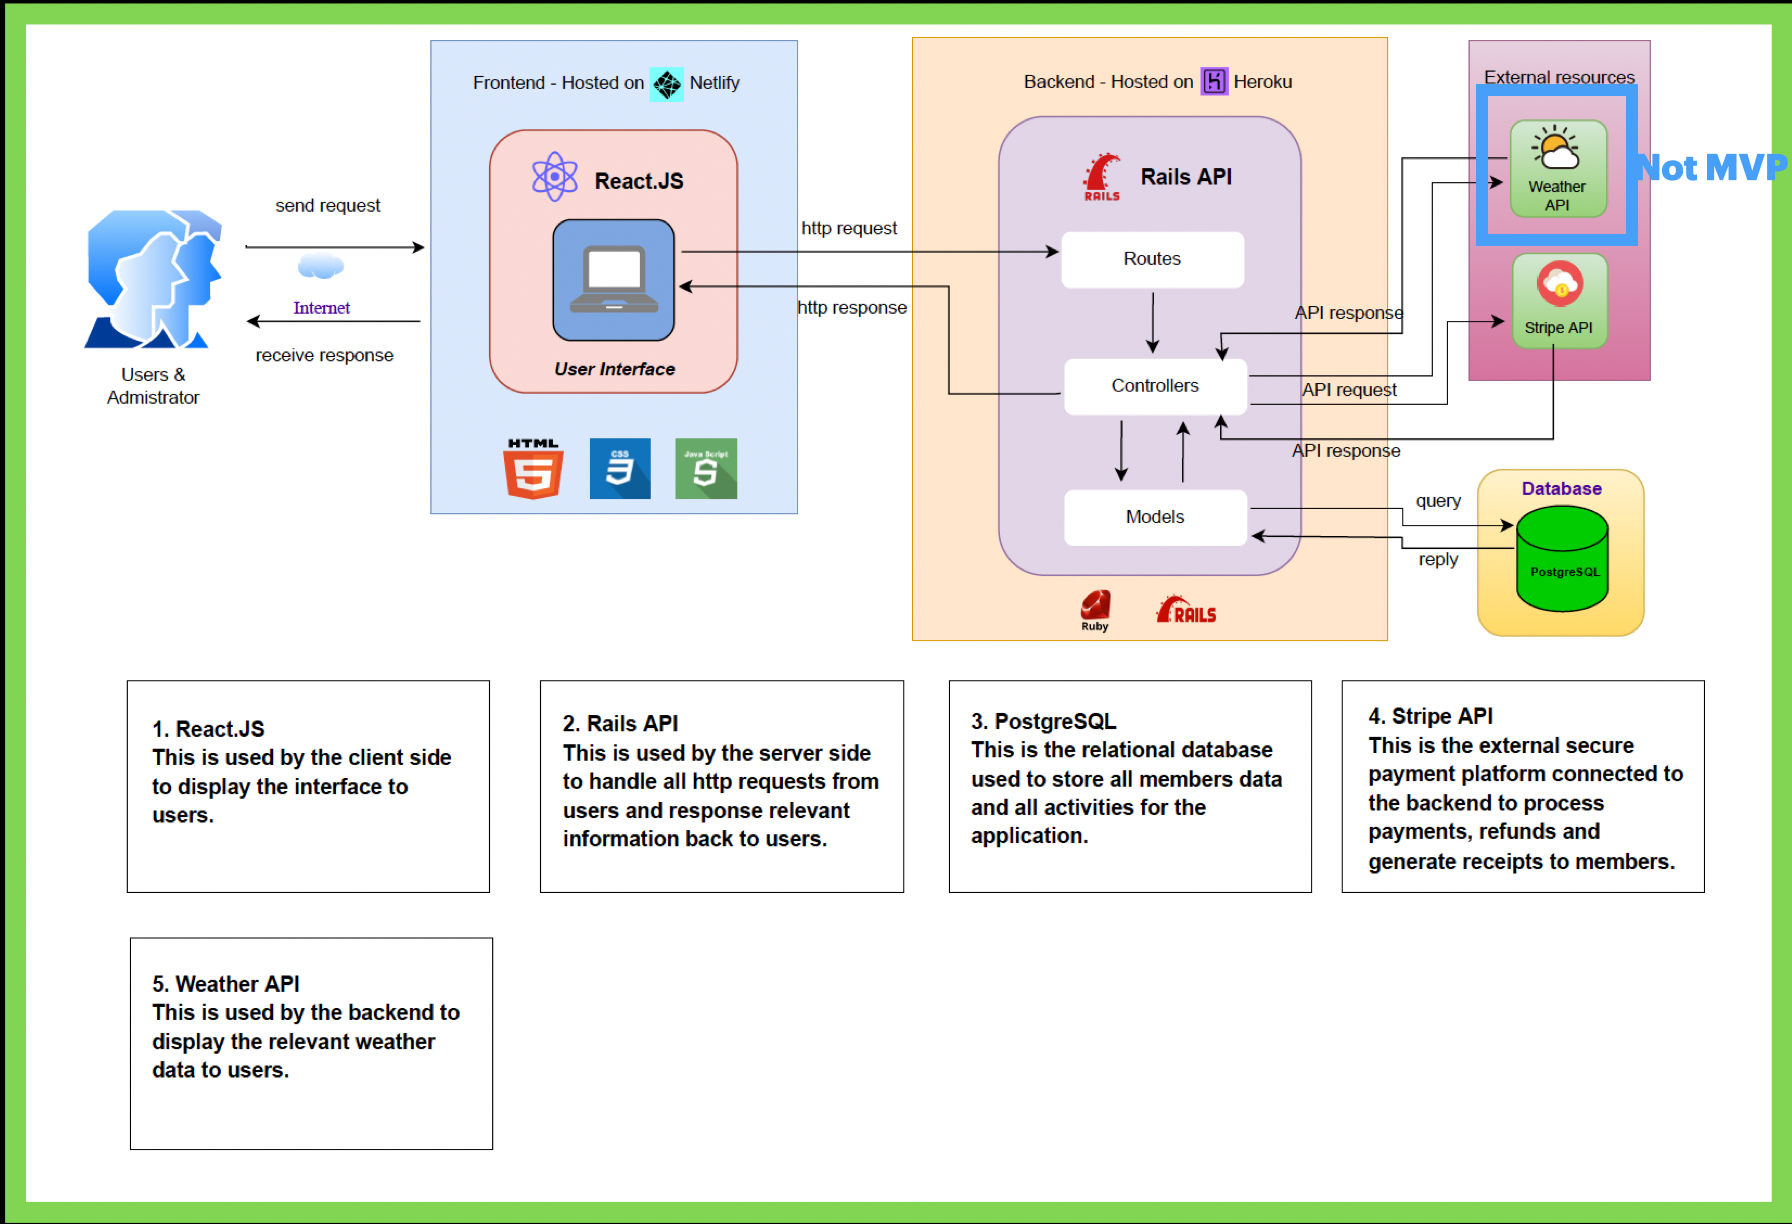 Frontend - Hosted on Netlify
Backend - Hosted on Heroku
External resources
React.JS
Rails API
RAILS
Weather
API
Not MVP
send request
Internet
receive response
Users &
Admistrator
User Interface
http request
http response
Routes
Controllers
Models
API response
API request
API response
Stripe API
HTML
5
CSS
3
Java Script
5
query
reply
Database
PostgreSQL
Ruby
RAILS
1. React.JS
This is used by the client side
to display the interface to
users.
2. Rails API
This is used by the server side
to handle all http requests from
users and response relevant
information back to users.
3. PostgreSQL
This is the relational database
used to store all members data
and all activities for the
application.
4. Stripe API
This is the external secure
payment platform connected to
the backend to process
payments, refunds and
generate receipts to members.
5. Weather API
This is used by the backend to
display the relevant weather
data to users.